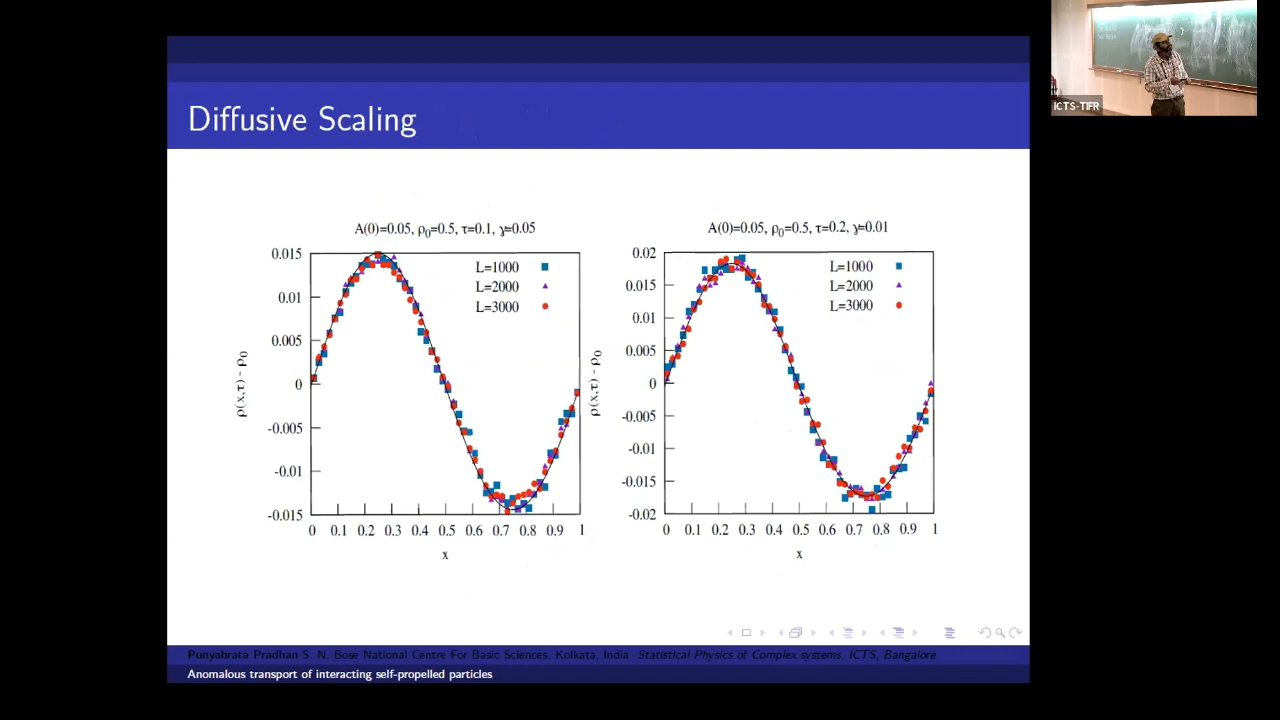 ICTS-TIFR
Diffusive Scaling
A(0)=0.05, ρ0=0.5, τ=0.1, γ=0.05
0.015
0.01
0.005
0
-0.005
-0.01
-0.015
ρ(x,τ) - ρ0
L=1000
L=2000
L=3000
0 0.1 0.2 0.3 0.4 0.5 0.6 0.7 0.8 0.9 1
x
A(0)=0.05, ρ0=0.5, τ=0.2, γ=0.01
0.02
0.015
0.01
0.005
0
-0.005
-0.01
-0.015
-0.02
ρ(x,τ) - ρ0
L=1000
L=2000
L=3000
0 0.1 0.2 0.3 0.4 0.5 0.6 0.7 0.8 0.9 1
x
Punyabrata Pradhan S. N. Bose National Centre For Basic Sciences, Kolkata, India Statistical Physics of Complex systems, ICTS, Bangalore
Anomalous transport of interacting self-propelled particles